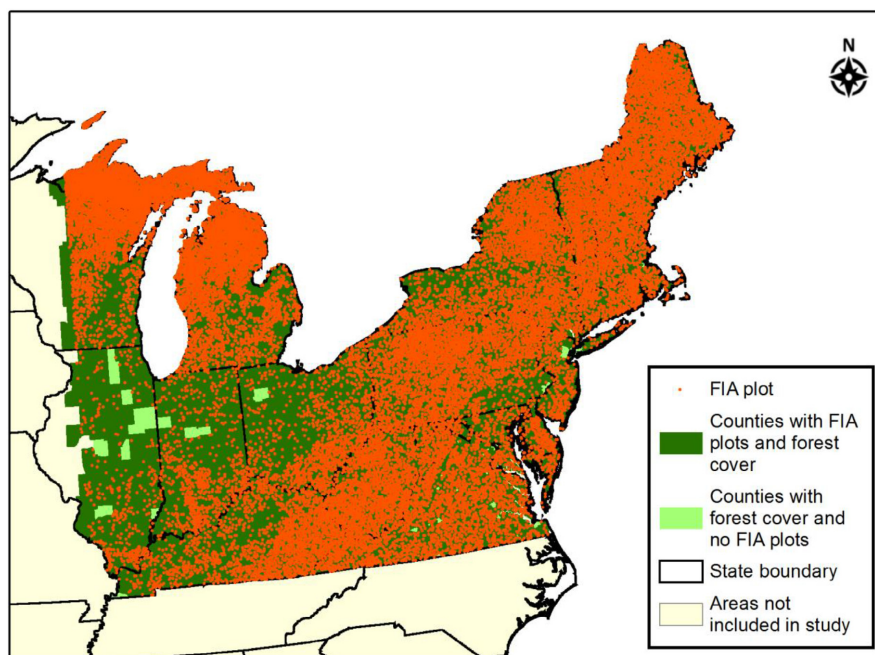 N
FIA plot
Counties with FIA
plots and forest
cover
Counties with
forest cover and
no FIA plots
State boundary
Areas not
included in study